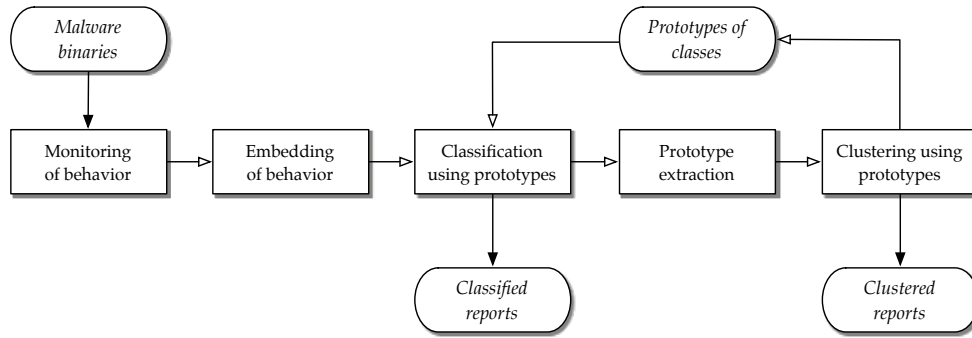 Malware
binaries
Prototypes of
classes
Monitoring
of behavior
Embedding
of behavior
Classification
using prototypes
Prototype
extraction
Clustering using
prototypes
Classified
reports
Clustered
reports